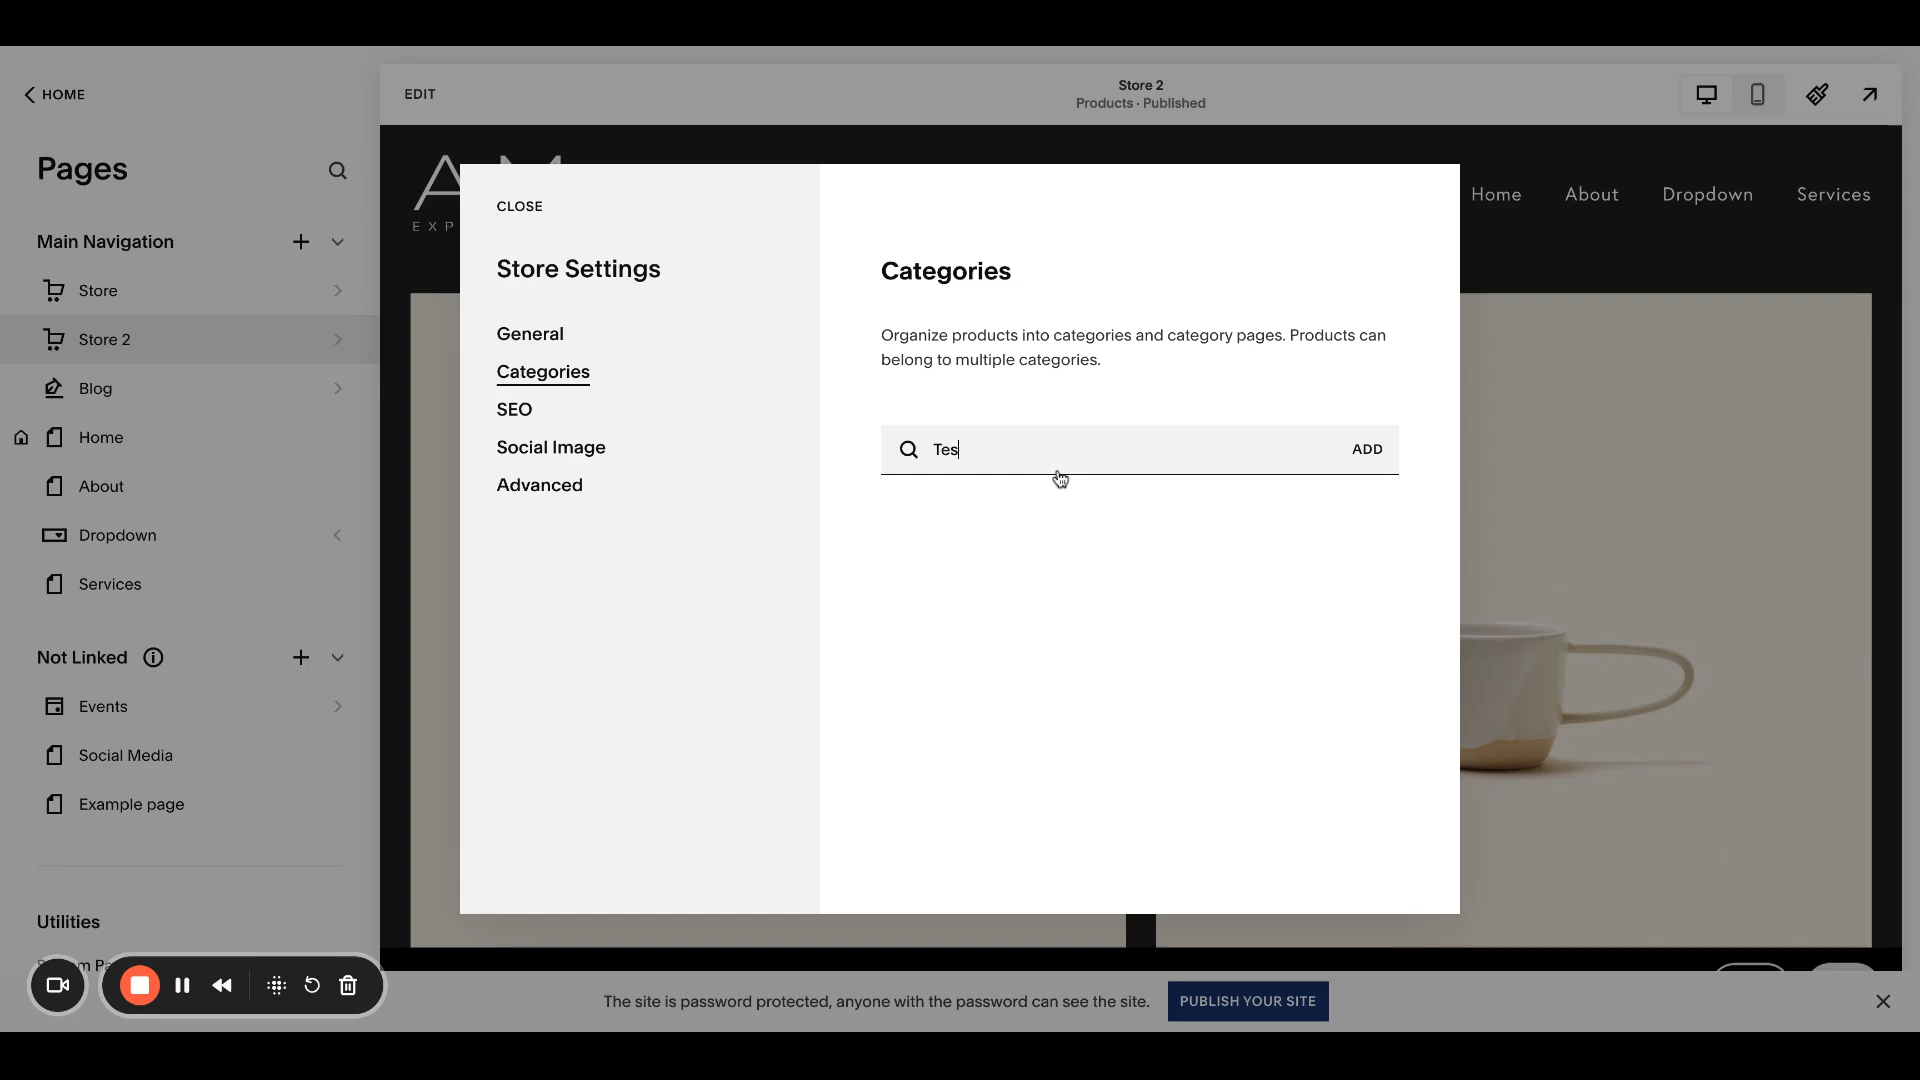 HOME
Pages
Main Navigation
Store
Store 2
Blog
Home
About
Dropdown
Services
Not Linked
Events
Social Media
Example page
Utilities
EDIT
Store 2
Products · Published
EXP
Home About Dropdown Services
CLOSE
Store Settings
General
Categories
SEO
Social Image
Advanced
Categories
Organize products into categories and category pages. Products can
belong to multiple categories.
Tes
ADD
The site is password protected, anyone with the password can see the site.
PUBLISH YOUR SITE